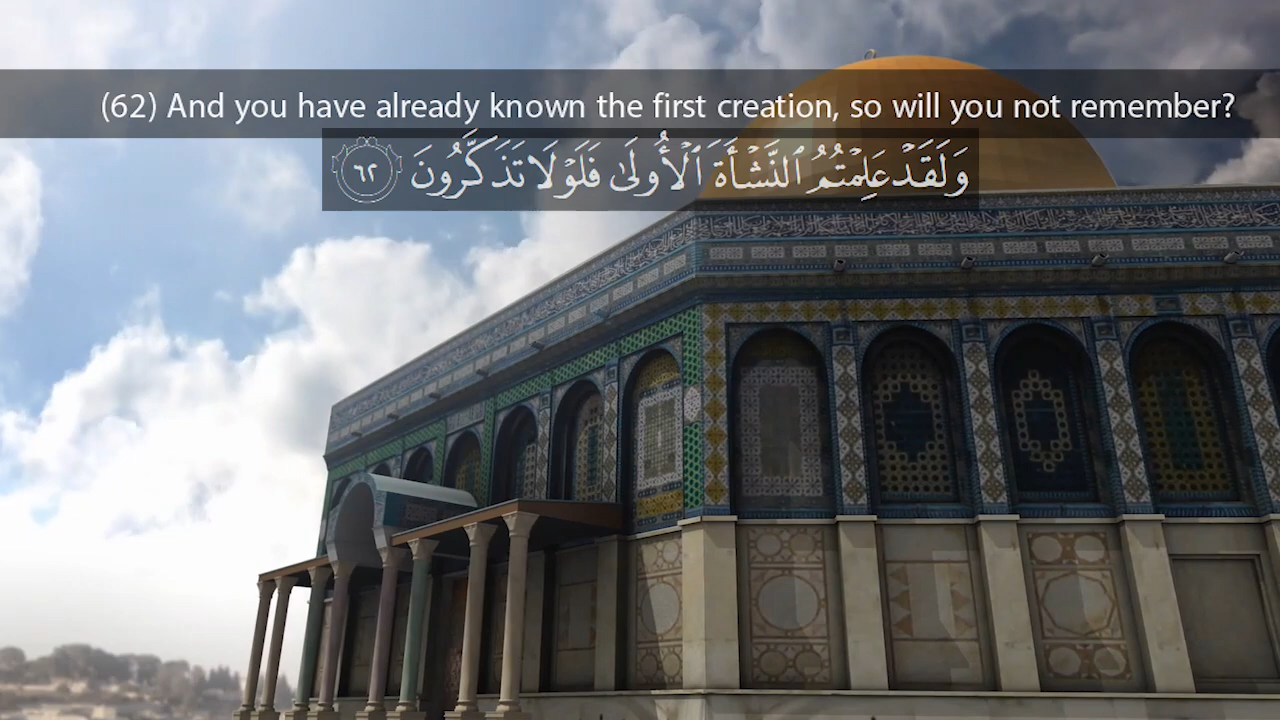 (62) And you have already known the first creation, so will you not remember?
وَلَقَدْ عَلِمْتُمُ ٱلنَّشْأَةَ ٱلْأُولَىٰ فَلَوْلَا تَذَكَّرُونَ ٦٢